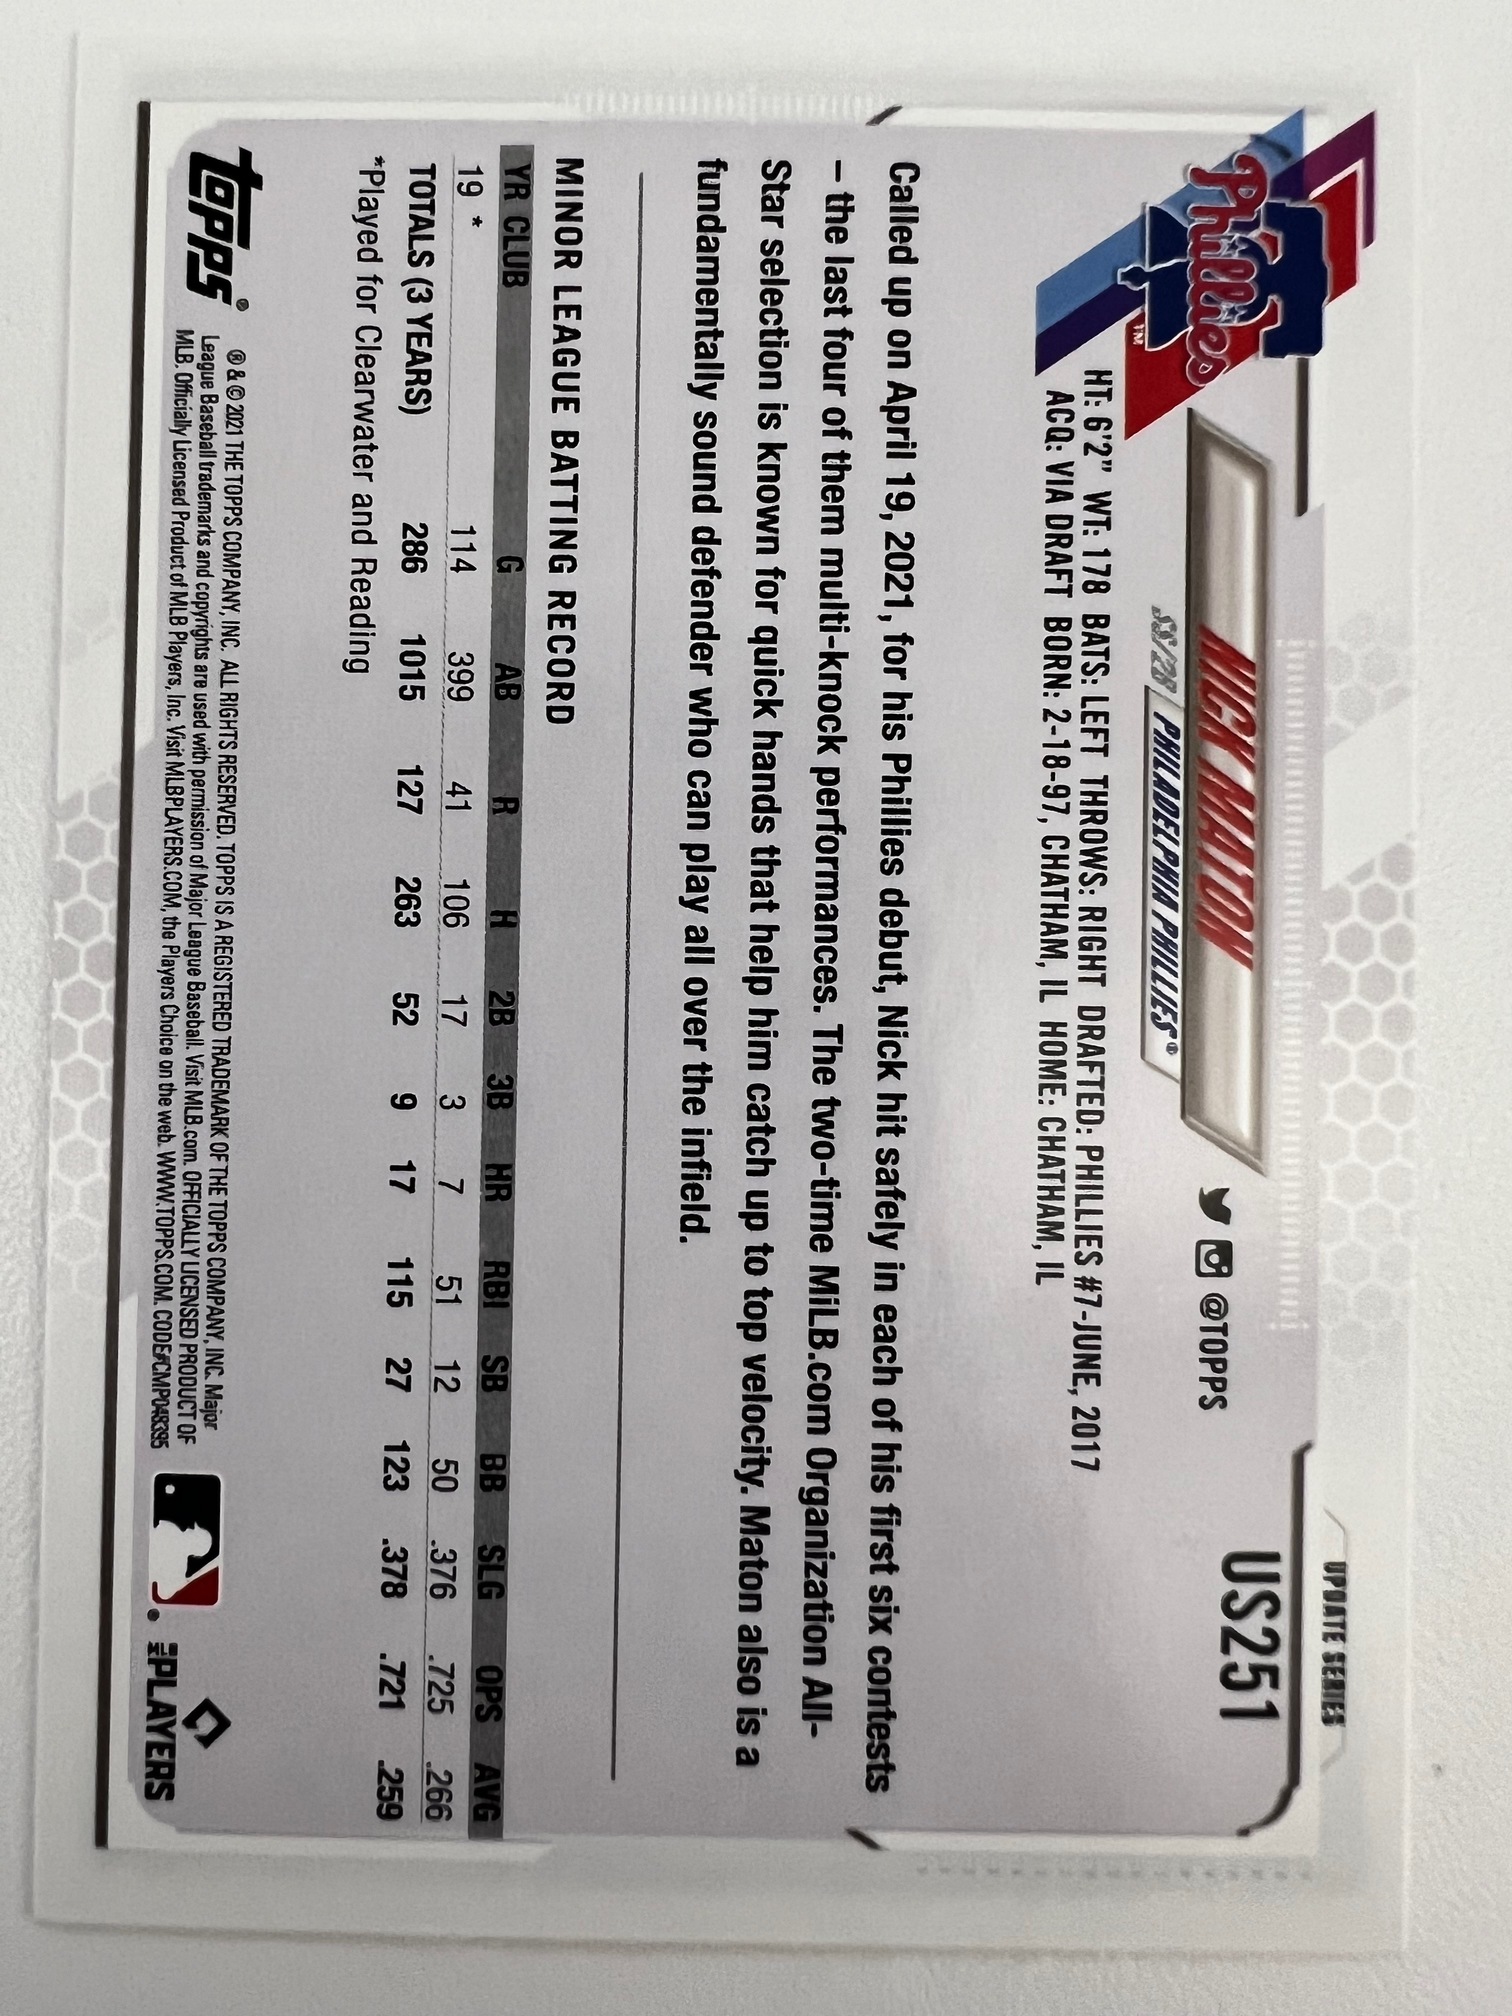 UPDATE SERIES
US251
Phillies
TM
NICK MATON
@TOPPS
SS/2B
PHILADELPHIA PHILLIES®
HT: 6'2" WT: 178 BATS: LEFT THROWS: RIGHT DRAFTED: PHILLIES #7-JUNE, 2017
ACQ: VIA DRAFT BORN: 2-18-97, CHATHAM, IL HOME: CHATHAM, IL
Called up on April 19, 2021, for his Phillies debut, Nick hit safely in each of his first six contests
– the last four of them multi-knock performances. The two-time MiLB.com Organization All-
Star selection is known for quick hands that help him catch up to top velocity. Maton also is a
fundamentally sound defender who can play all over the infield.
MINOR LEAGUE BATTING RECORD
YR CLUB G AB R H 2B 3B HR RBI SB BB SLG OPS AVG
19 * 114 399 41 106 17 3 7 51 12 50 .376 .725 .266
TOTALS (3 YEARS) 286 1015 127 263 52 9 17 115 27 123 .378 .721 .259
*Played for Clearwater and Reading
topps®
® & © 2021 THE TOPPS COMPANY, INC. ALL RIGHTS RESERVED. TOPPS IS A REGISTERED TRADEMARK OF THE TOPPS COMPANY, INC. Major
League Baseball trademarks and copyrights are used with permission of Major League Baseball. Visit MLB.com. OFFICIALLY LICENSED PRODUCT OF
MLB. Officially Licensed Product of MLB Players, Inc. Visit MLBPLAYERS.COM, the Players Choice on the web. WWW.TOPPS.COM. CODE#CMP048395
THE PLAYERS